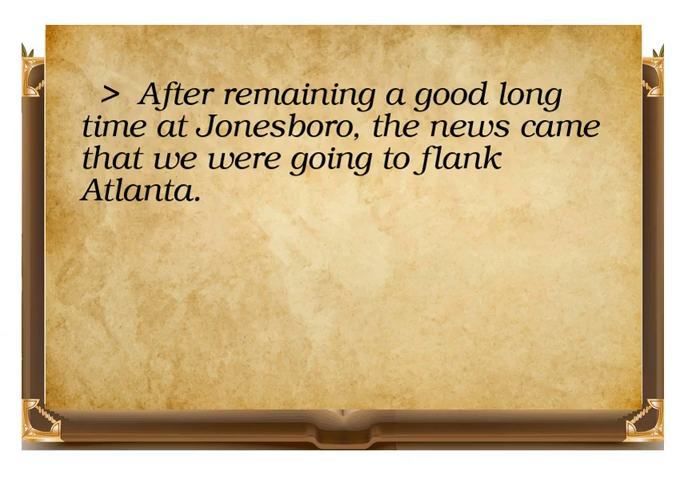 > After remaining a good long
time at Jonesboro, the news came
that we were going to flank
Atlanta.